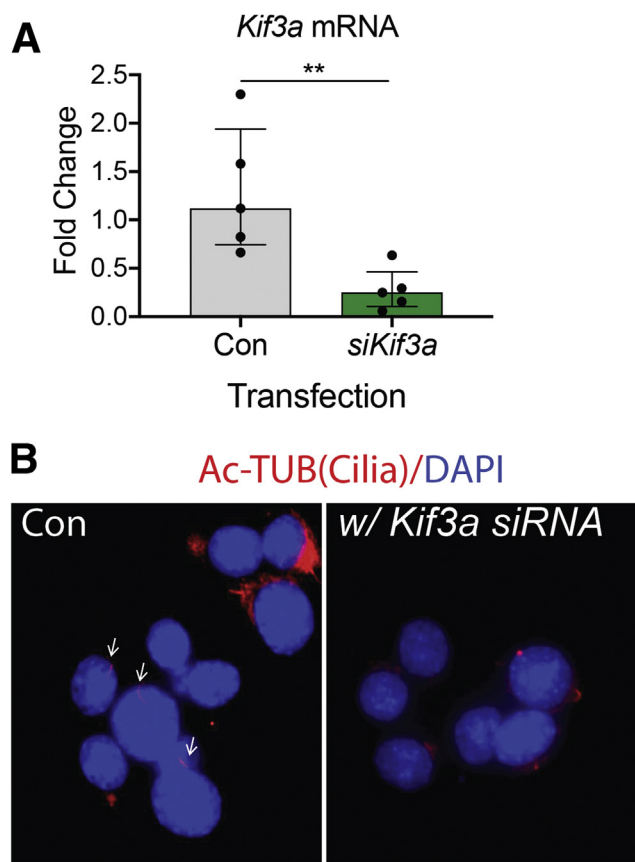 A
Kif3a mRNA
**
Fold Change
2.5
2.0
1.5
1.0
0.5
0.0
Con siKif3a
Transfection
B
Ac-TUB(Cilia)/DAPI
Con
w/ Kif3a siRNA